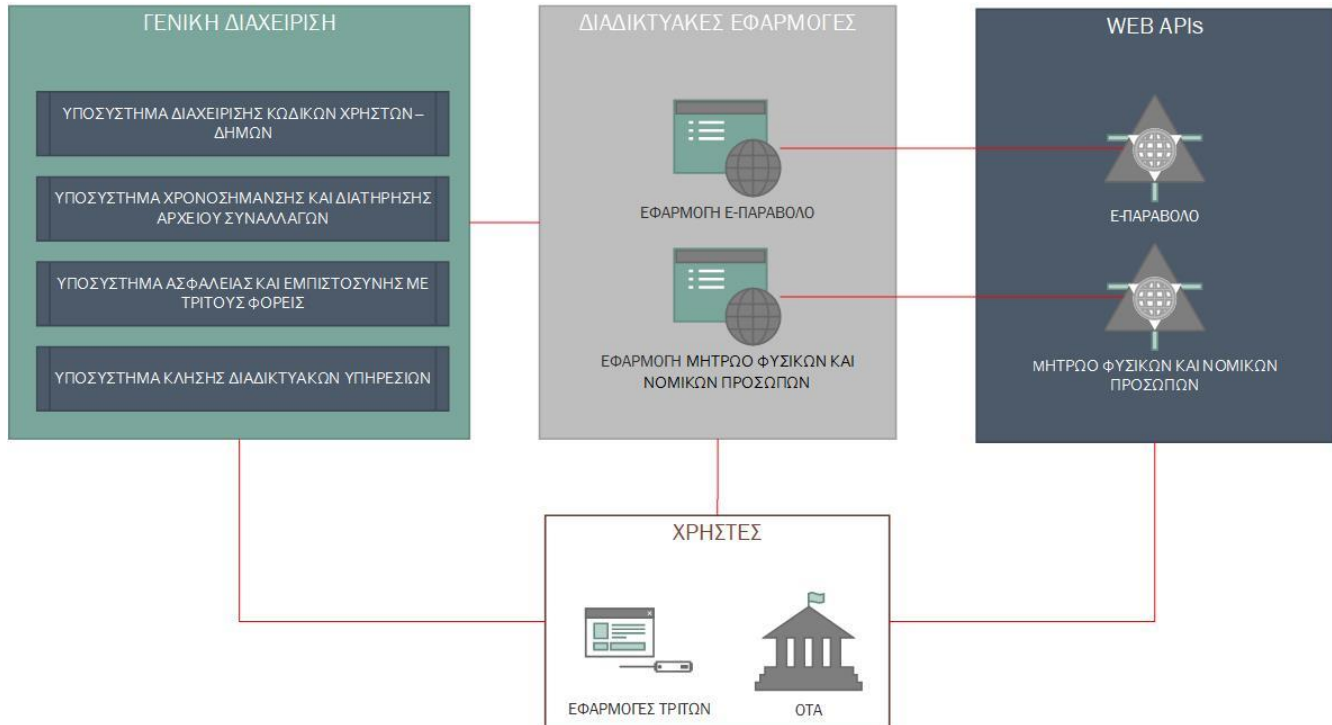 ΓΕΝΙΚΗ ΔΙΑΧΕΙΡΙΣΗ
ΥΠΟΣΥΣΤΗΜΑ ΔΙΑΧΕΙΡΙΣΗΣ ΚΩΔΙΚΩΝ ΧΡΗΣΤΩΝ –
ΔΗΜΩΝ
ΥΠΟΣΥΣΤΗΜΑ ΧΡΟΝΟΣΗΜΑΝΣΗΣ ΚΑΙ ΔΙΑΤΗΡΗΣΗΣ
ΑΡΧΕΙΟΥ ΣΥΝΑΛΛΑΓΩΝ
ΥΠΟΣΥΣΤΗΜΑ ΑΣΦΑΛΕΙΑΣ ΚΑΙ ΕΜΠΙΣΤΟΣΥΝΗΣ ΜΕ
ΤΡΙΤΟΥΣ ΦΟΡΕΙΣ
ΥΠΟΣΥΣΤΗΜΑ ΚΛΗΣΗΣ ΔΙΑΔΙΚΤΥΑΚΩΝ ΥΠΗΡΕΣΙΩΝ
ΔΙΑΔΙΚΤΥΑΚΕΣ ΕΦΑΡΜΟΓΕΣ
ΕΦΑΡΜΟΓΗ Ε-ΠΑΡΑΒΟΛΟ
ΕΦΑΡΜΟΓΗ ΜΗΤΡΩΟ ΦΥΣΙΚΩΝ ΚΑΙ
ΝΟΜΙΚΩΝ ΠΡΟΣΩΠΩΝ
WEB APIs
Ε-ΠΑΡΑΒΟΛΟ
ΜΗΤΡΩΟ ΦΥΣΙΚΩΝ ΚΑΙ ΝΟΜΙΚΩΝ
ΠΡΟΣΩΠΩΝ
ΧΡΗΣΤΕΣ
ΕΦΑΡΜΟΓΕΣ ΤΡΙΤΩΝ
ΟΤΑ